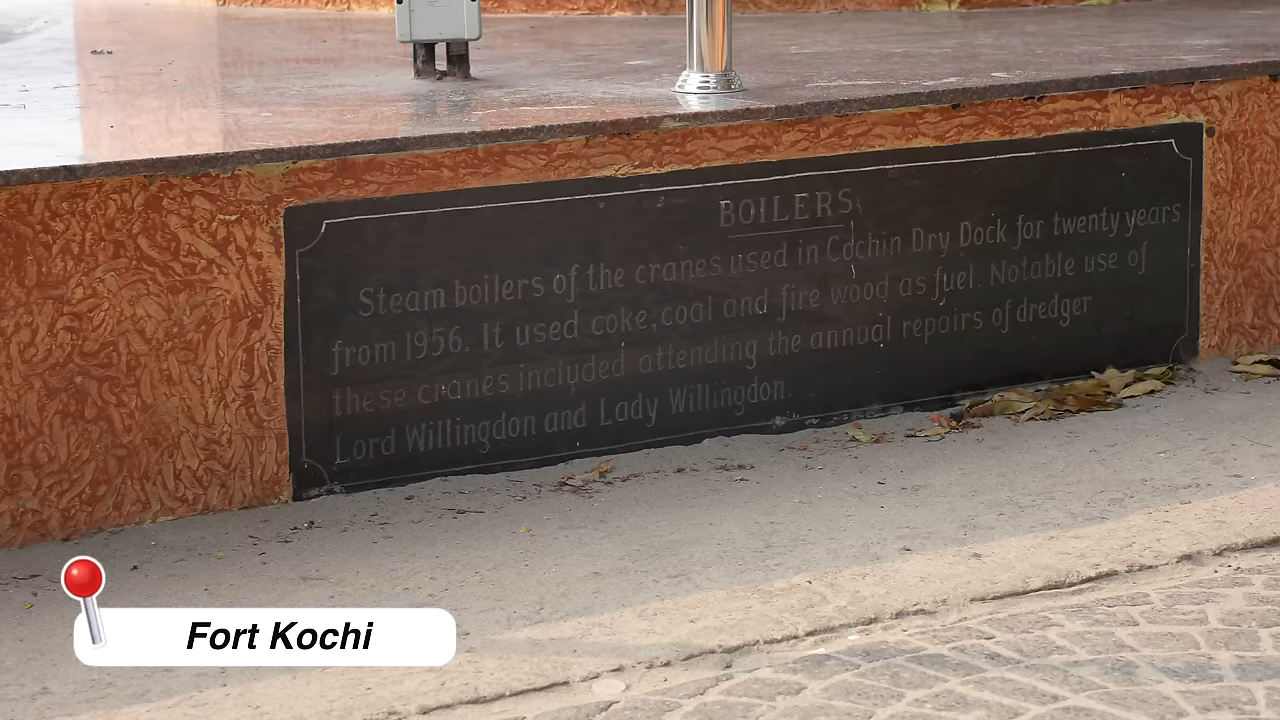 BOILERS
Steam boilers of the cranes used in Cochin Dry Dock for twenty years
from 1956. It used coke, coal and fire wood as fuel. Notable use of
these cranes included attending the annual repairs of dredger
Lord Willingdon and Lady Willingdon.
Fort Kochi